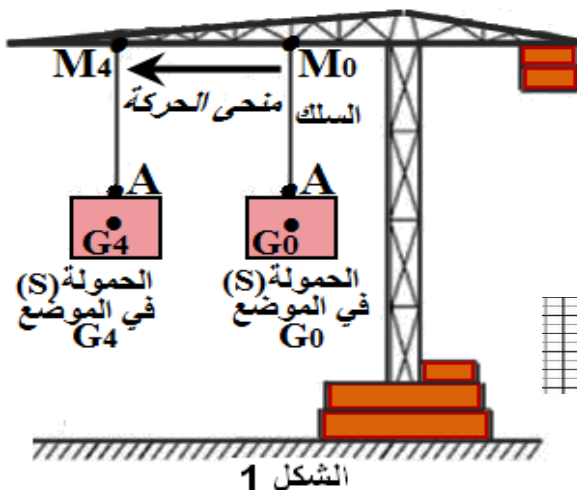 M4 M0
منحى الحركة السلك
A A
G4 G0
الحمولة (S) الحمولة (S)
في الموضع في الموضع
G4 G0
الشكل 1